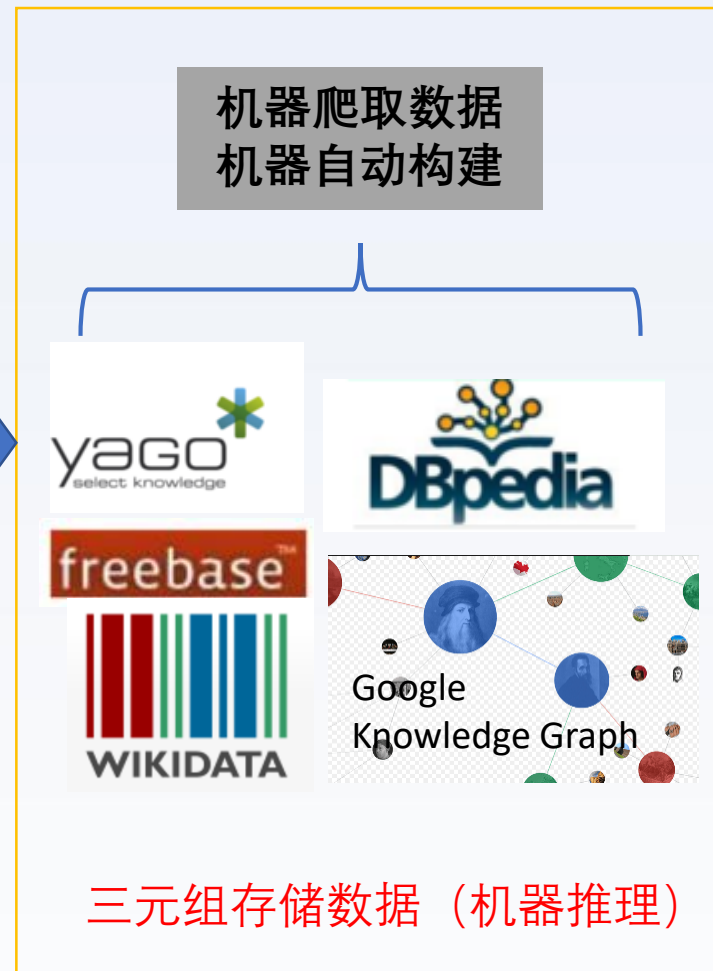 机器爬取数据
机器自动构建
yaGO
select knowledge
DBpedia
freebase™
WIKIDATA
Google
Knowledge Graph
三元组存储数据（机器推理）